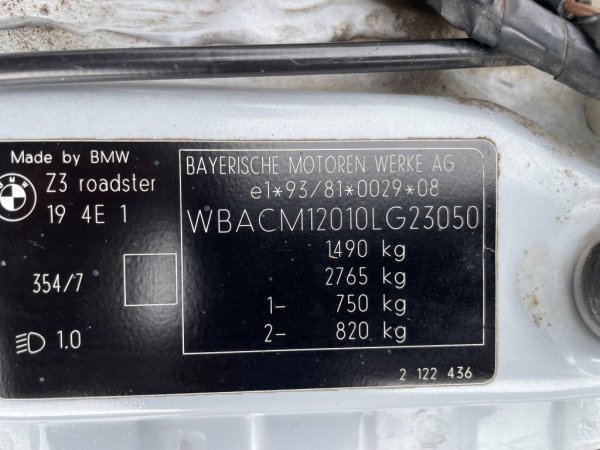 Made by BMW
Z3 roadster
19 4E 1
354/7
1.0
BAYERISCHE MOTOREN WERKE AG
e1*93/81*0029*08
WBACM12010LG23050
1490 kg
2765 kg
1- 750 kg
2- 820 kg
2 122 436